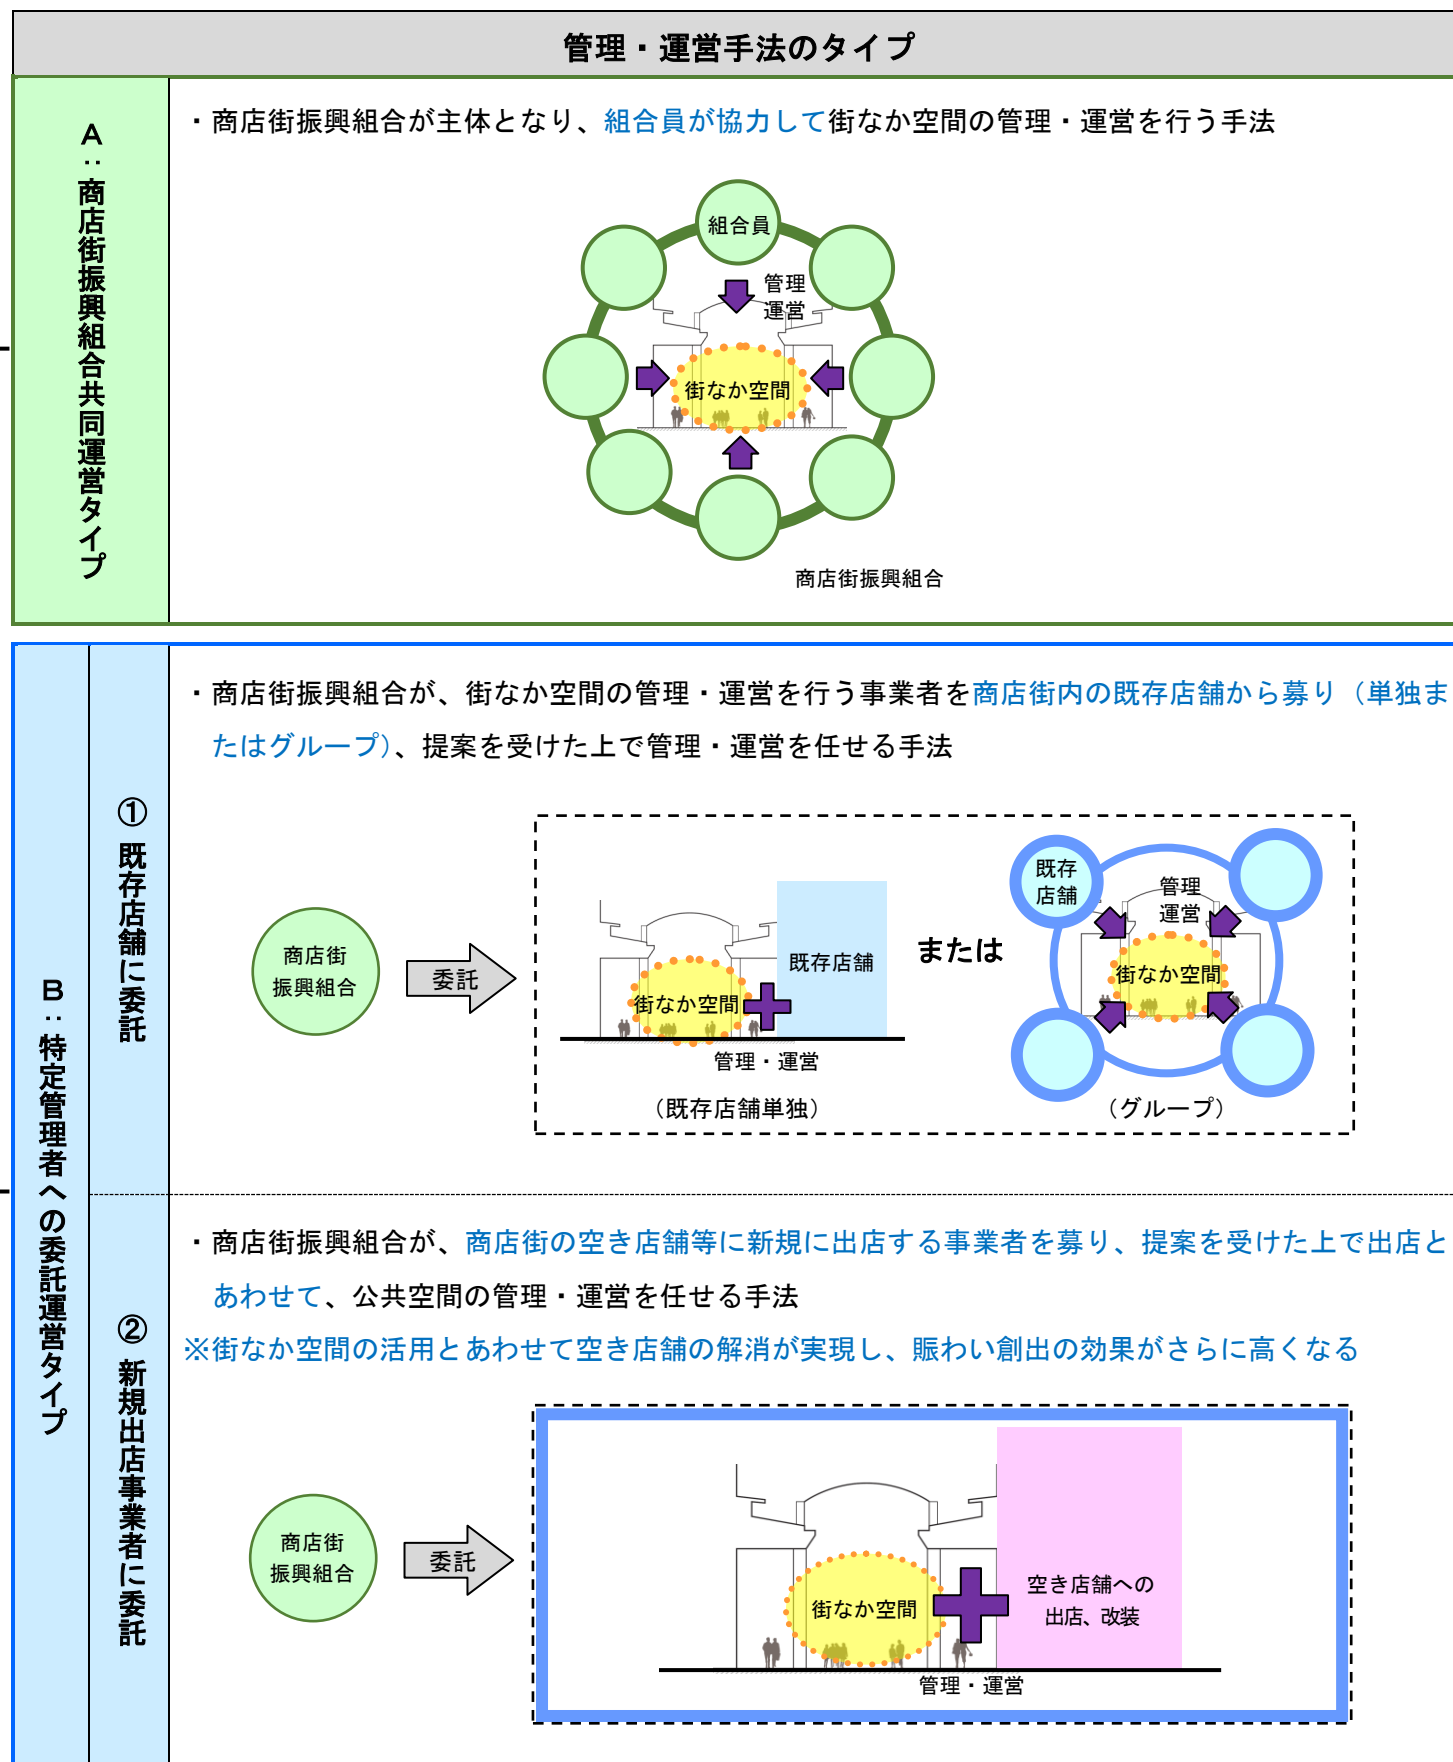 管理・運営手法のタイプ
A：商店街振興組合共同運営タイプ
・商店街振興組合が主体となり、組合員が協力して街なか空間の管理・運営を行う手法
組合員
管理
運営
街なか空間
商店街振興組合
B：特定管理者への委託運営タイプ
① 既存店舗に委託
・商店街振興組合が、街なか空間の管理・運営を行う事業者を商店街内の既存店舗から募り（単独ま
たはグループ）、提案を受けた上で管理・運営を任せる手法
商店街
振興組合
委託
街なか空間
既存店舗
管理・運営
（既存店舗単独）
または
既存
店舗
管理
運営
街なか空間
（グループ）
② 新規出店事業者に委託
・商店街振興組合が、商店街の空き店舗等に新規に出店する事業者を募り、提案を受けた上で出店と
あわせて、公共空間の管理・運営を任せる手法
※街なか空間の活用とあわせて空き店舗の解消が実現し、賑わい創出の効果がさらに高くなる
商店街
振興組合
委託
街なか空間
空き店舗への
出店、改装
管理・運営